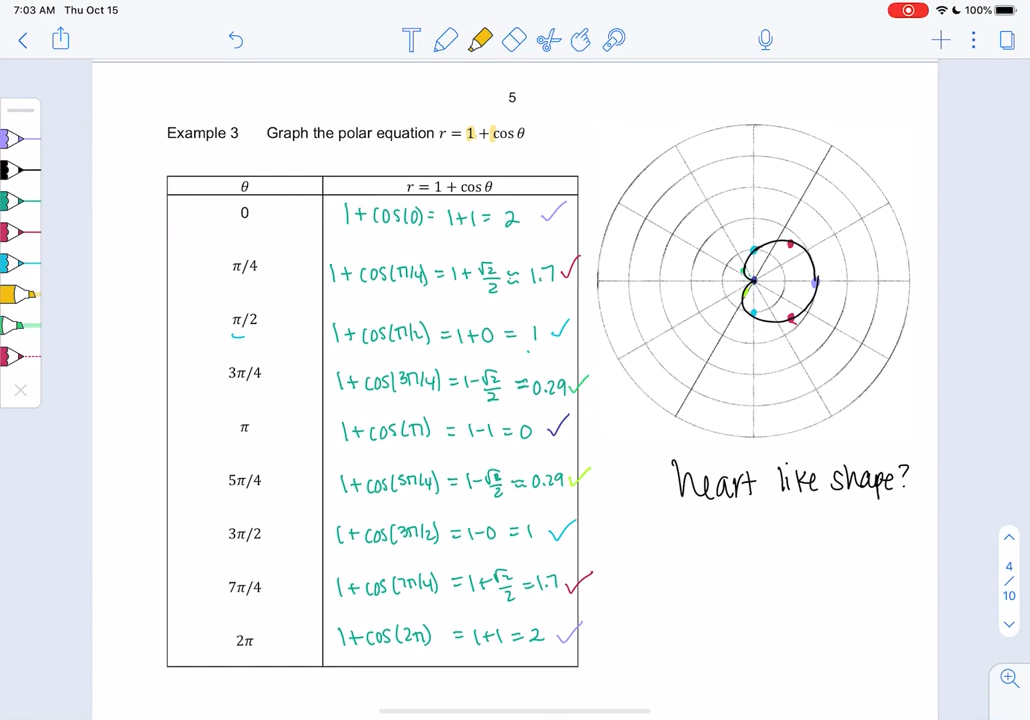 7:03 AM Thu Oct 15
100%
5
Example 3 Graph the polar equation r = 1 + cos θ
θ r = 1 + cos θ
0 1+cos(0) = 1+1 = 2
π/4 1+cos(π/4) = 1+√2/2 ≈ 1.7
π/2 1+cos(π/2) = 1+0 = 1
3π/4 1+cos(3π/4) = 1-√2/2 ≈ 0.29
π 1+cos(π) = 1-1 = 0
5π/4 1+cos(5π/4) = 1-√2/2 ≈ 0.29
3π/2 1+cos(3π/2) = 1-0 = 1
7π/4 1+cos(7π/4) = 1+√2/2 = 1.7
2π 1+cos(2π) = 1+1 = 2
heart like shape?
4
/
10